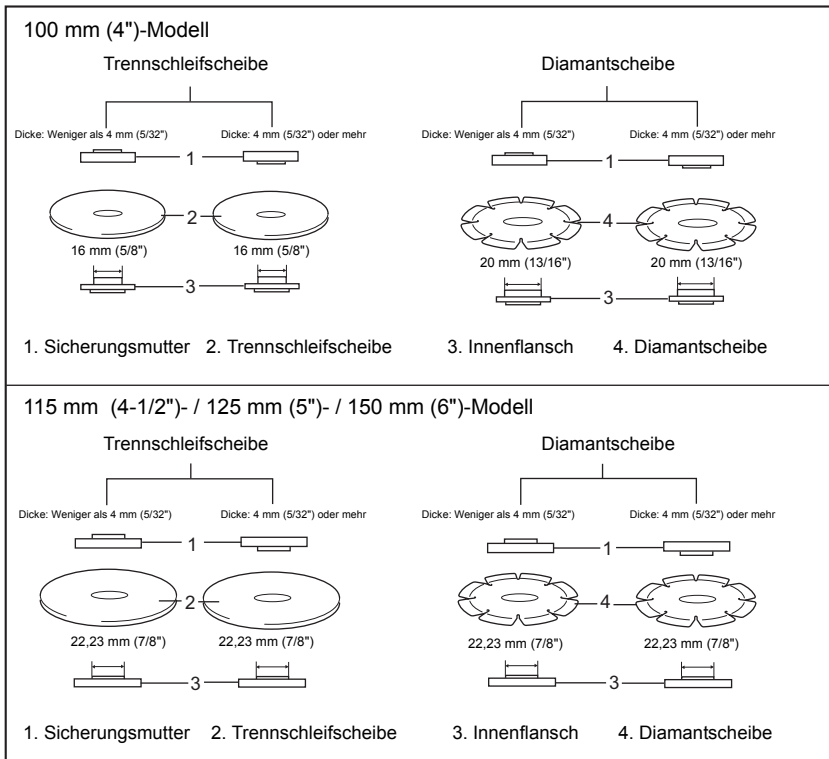 100 mm (4")-Modell
Trennschleifscheibe Diamantscheibe
Dicke: Weniger als 4 mm (5/32") Dicke: 4 mm (5/32") oder mehr Dicke: Weniger als 4 mm (5/32") Dicke: 4 mm (5/32") oder mehr
1 1
2 4
16 mm (5/8") 16 mm (5/8") 20 mm (13/16") 20 mm (13/16")
3 3
1. Sicherungsmutter 2. Trennschleifscheibe 3. Innenflansch 4. Diamantscheibe
115 mm (4-1/2")- / 125 mm (5")- / 150 mm (6")-Modell
Trennschleifscheibe Diamantscheibe
Dicke: Weniger als 4 mm (5/32") Dicke: 4 mm (5/32") oder mehr Dicke: Weniger als 4 mm (5/32") Dicke: 4 mm (5/32") oder mehr
1 1
2 4
22,23 mm (7/8") 22,23 mm (7/8") 22,23 mm (7/8") 22,23 mm (7/8")
3 3
1. Sicherungsmutter 2. Trennschleifscheibe 3. Innenflansch 4. Diamantscheibe